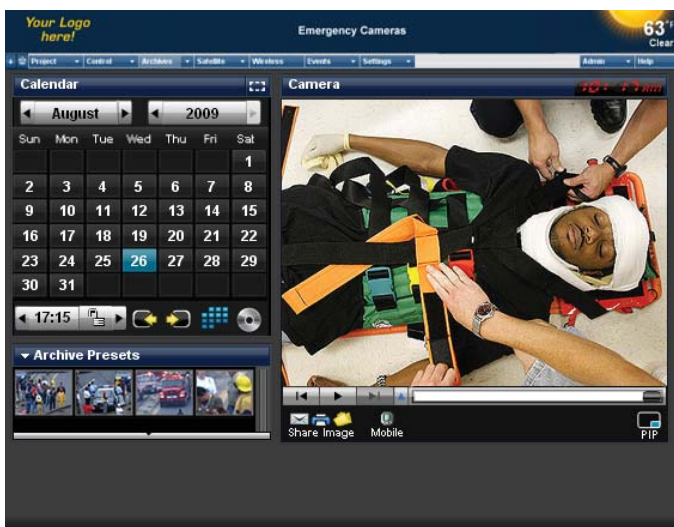 Your Logo
here!
Emergency Cameras
63°F
Clear
Project Control Archives Satellite Wireless Events Settings Admin Help
Calendar
August 2009
Sun Mon Tue Wed Thu Fri Sat
1
2 3 4 5 6 7 8
9 10 11 12 13 14 15
16 17 18 19 20 21 22
23 24 25 26 27 28 29
30 31
17:15
Archive Presets
Camera
Share Image Mobile
PIP